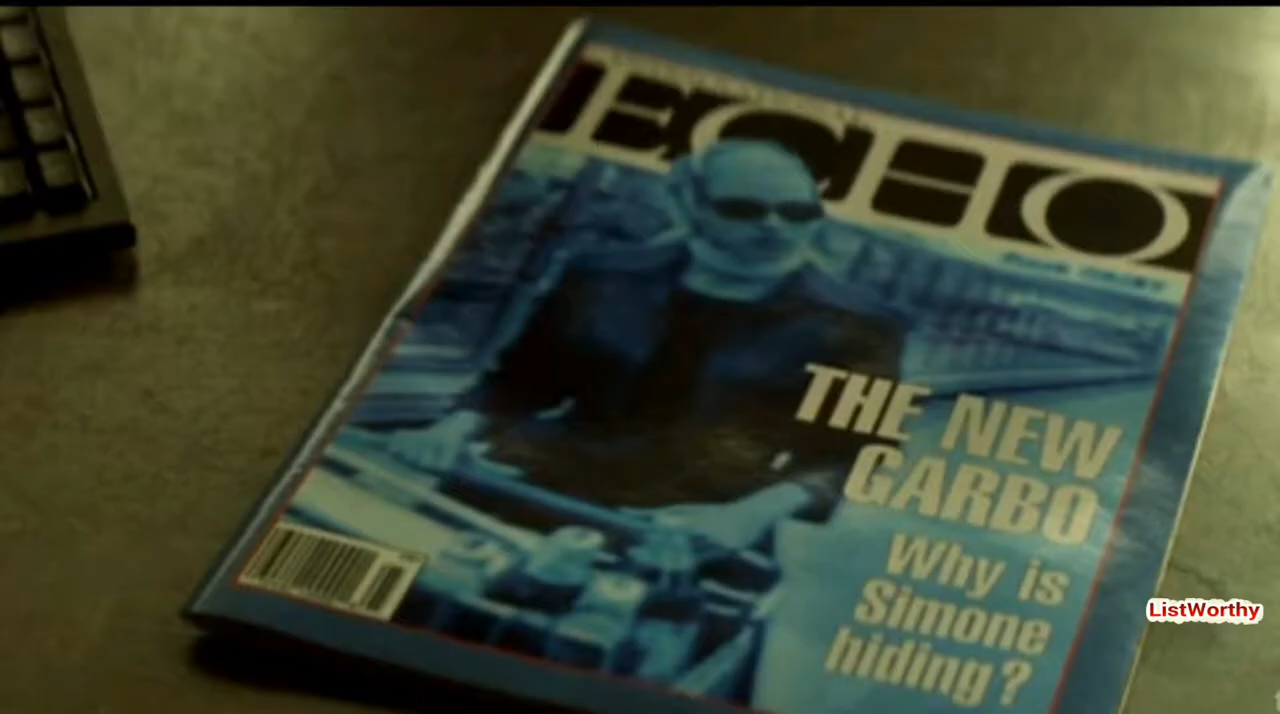 ECHO
THE NEW
GARBO
Why is
Simone
hiding?
ListWorthy